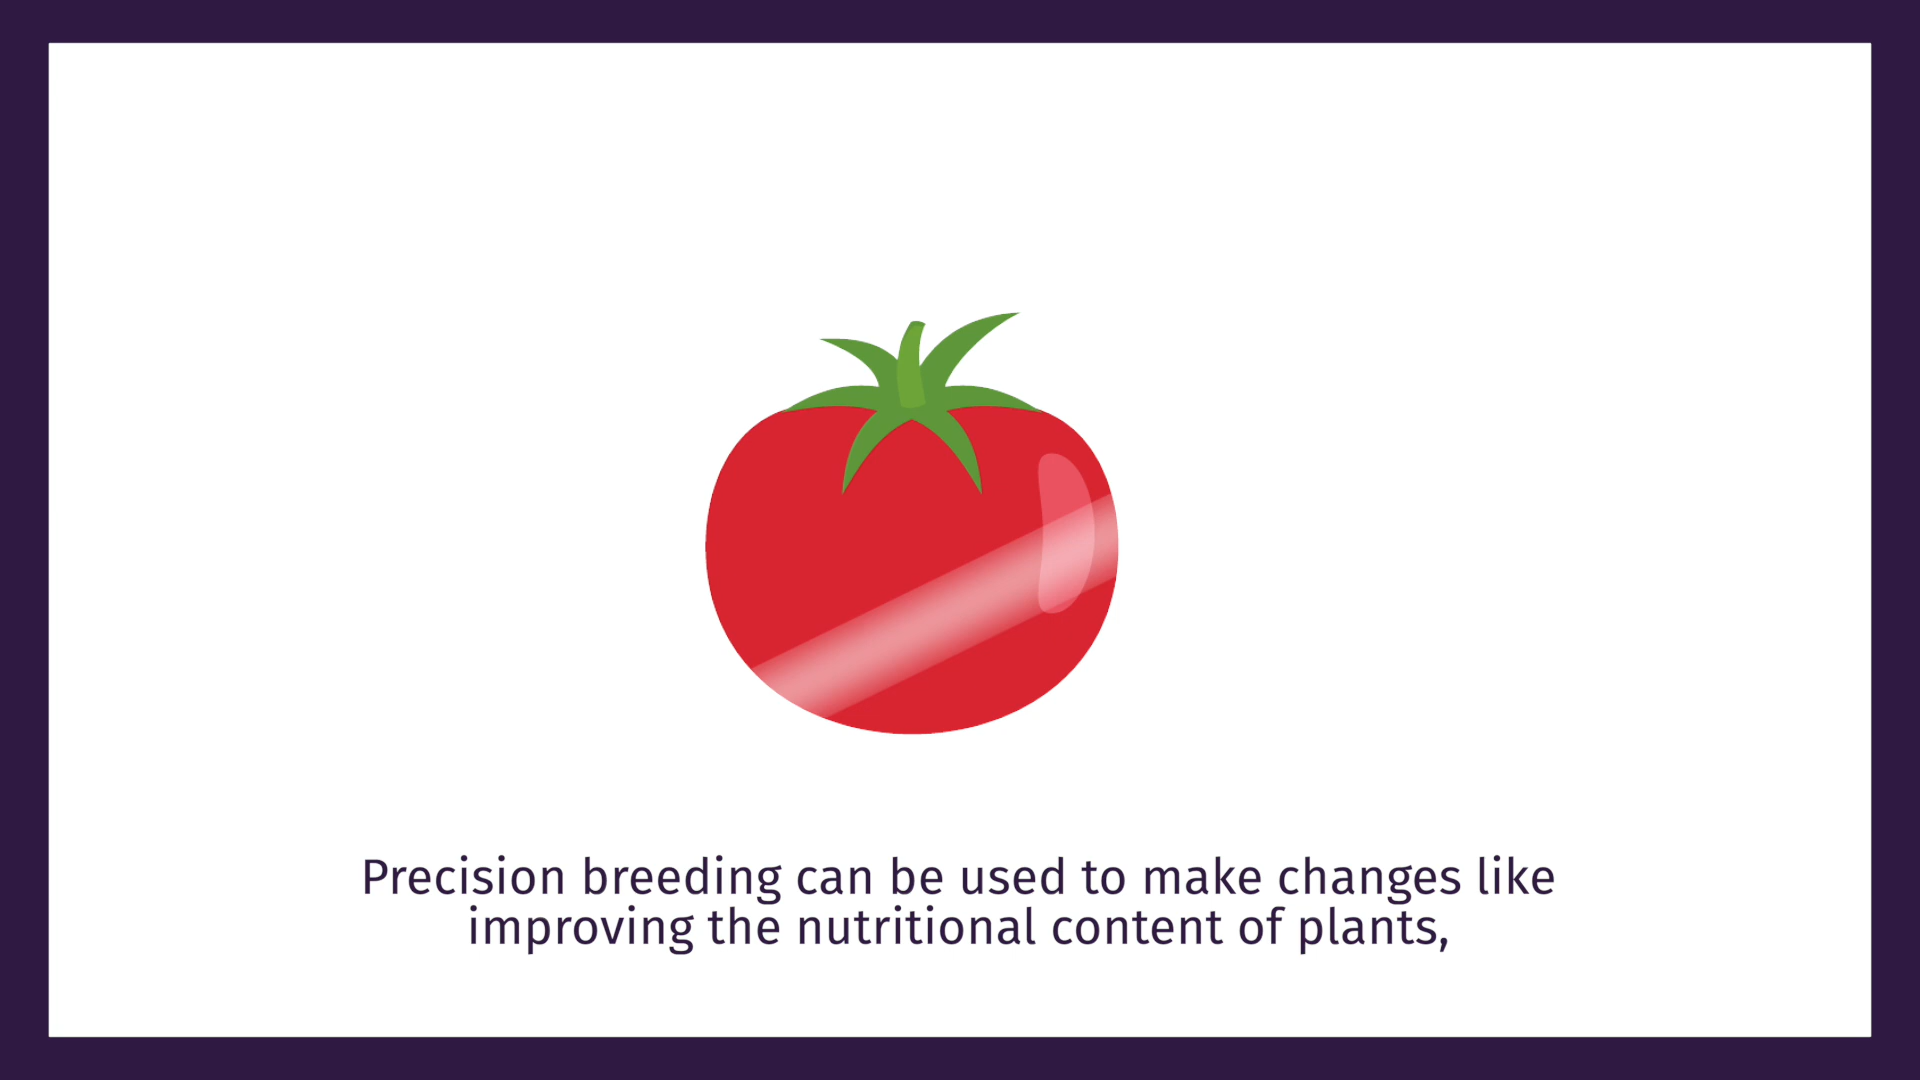 Precision breeding can be used to make changes like
improving the nutritional content of plants,